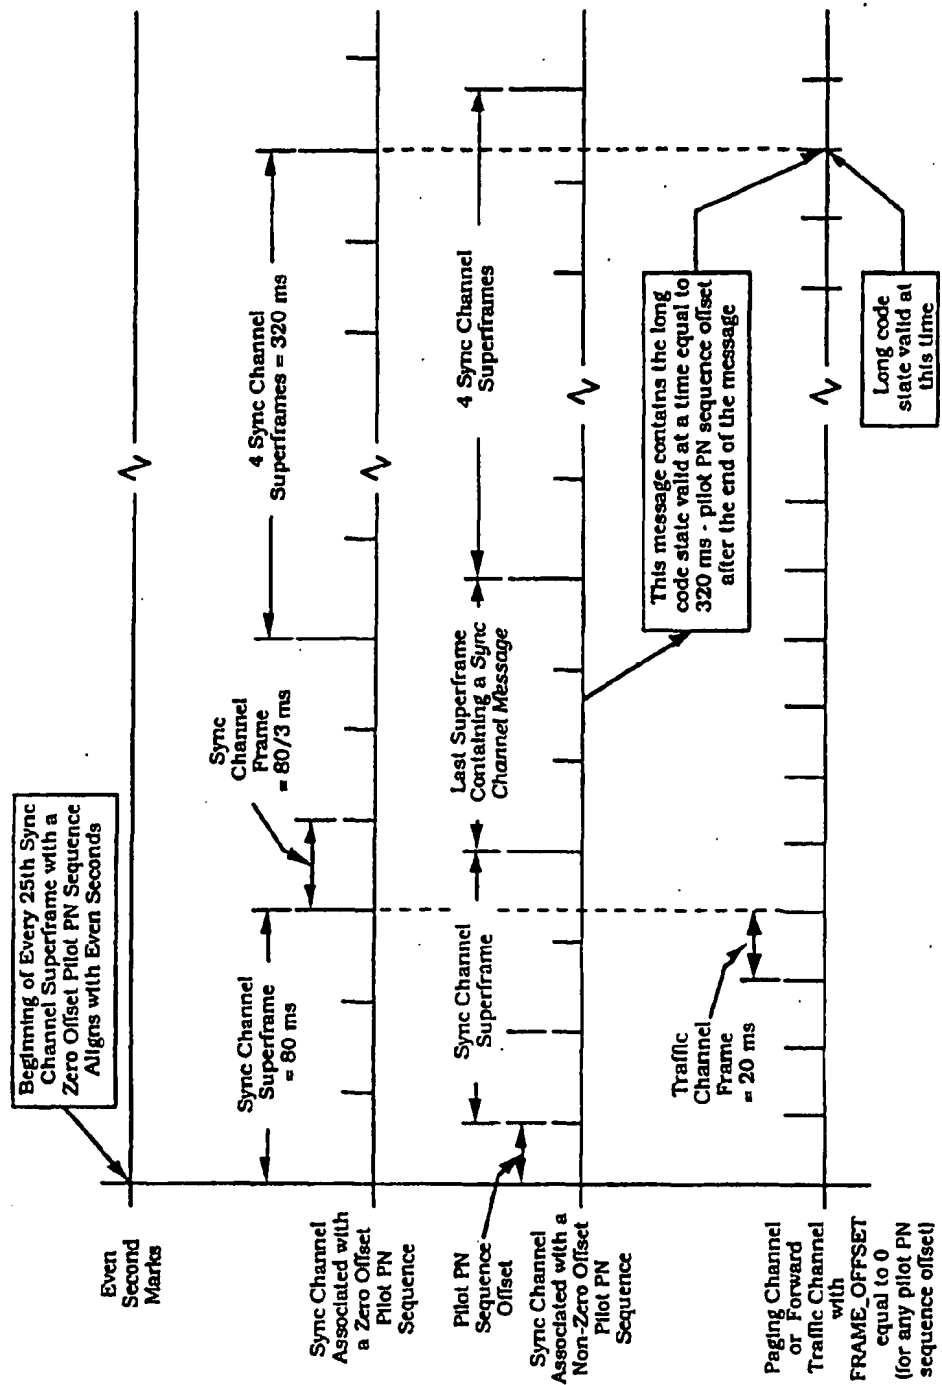 Beginning of Every 25th Sync
Channel Superframe with a
Zero Offset Pilot PN Sequence
Aligns with Even Seconds
Even
Second
Marks
Sync Channel
Superframe
= 80 ms
Sync
Channel
Frame
= 80/3 ms
4 Sync Channel
Superframes = 320 ms
Sync Channel
Associated with
a Zero Offset
Pilot PN
Sequence
Pilot PN
Sequence
Offset
Sync Channel
Superframe
Last Superframe
Containing a Sync
Channel Message
4 Sync Channel
Superframes
Sync Channel
Associated with a
Non-Zero Offset
Pilot PN
Sequence
This message contains the long
code state valid at a time equal to
320 ms - pilot PN sequence offset
after the end of the message
Traffic
Channel
Frame
= 20 ms
Paging Channel
or Forward
Traffic Channel
with
FRAME_OFFSET
equal to 0
(for any pilot PN
sequence offset)
Long code
state valid at
this time